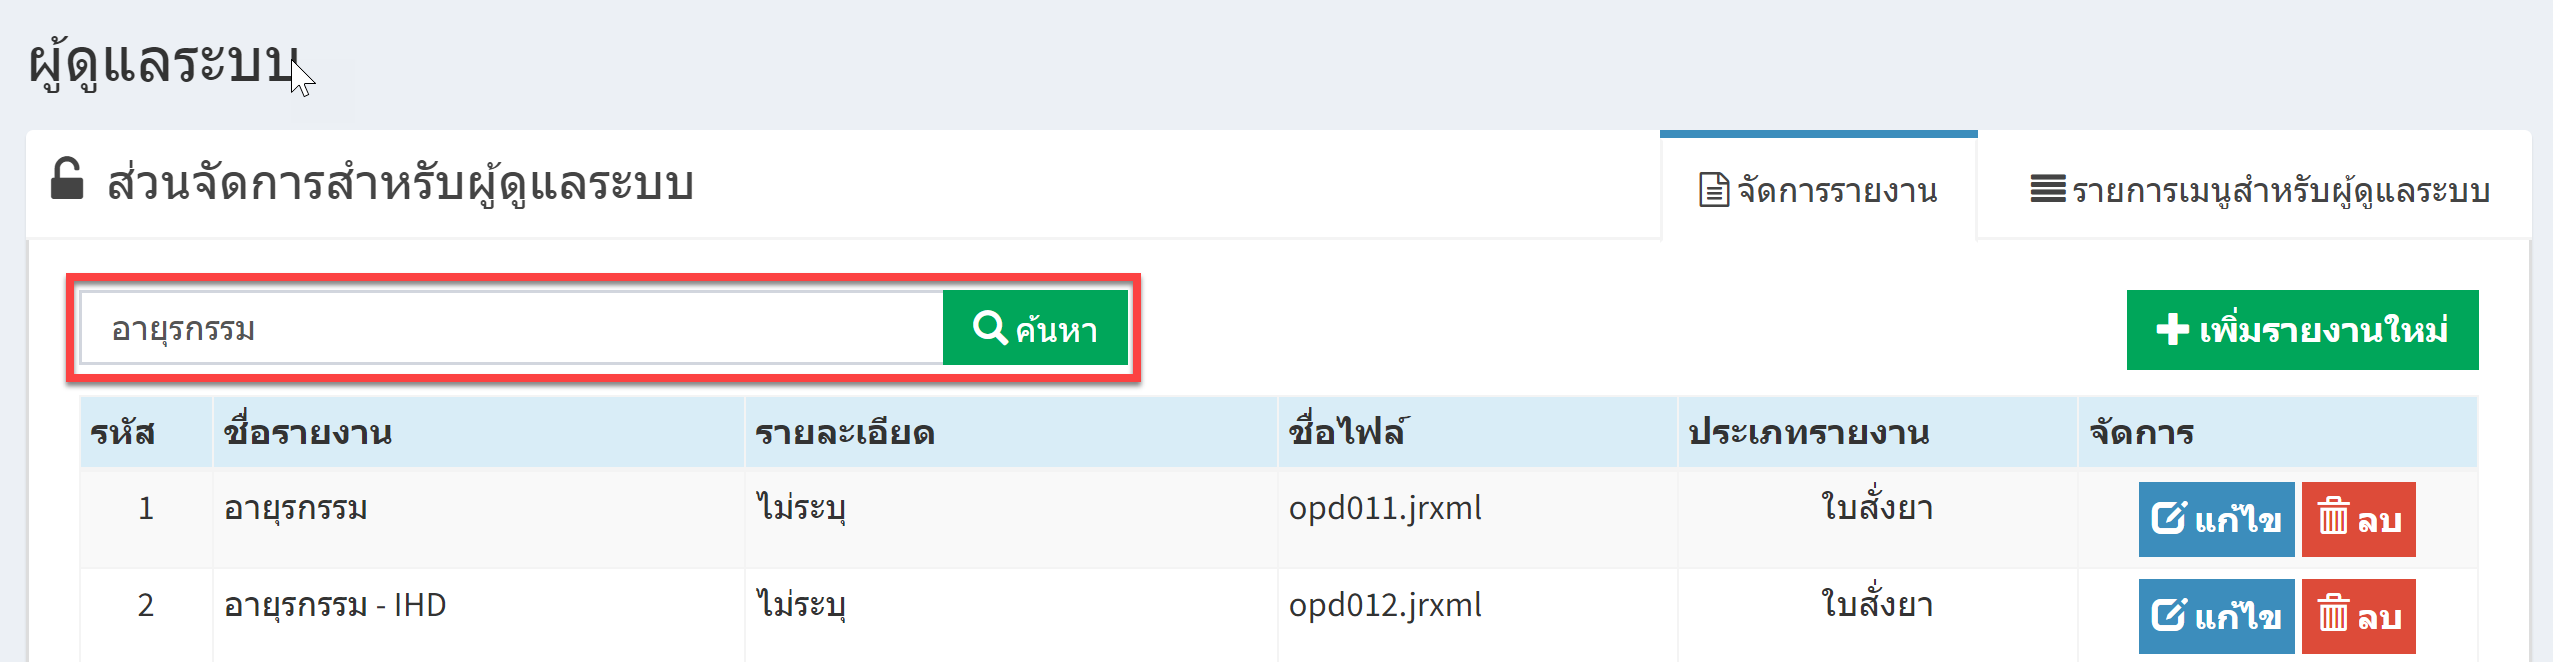 ผู้ดูแลระบบ
ส่วนจัดการสำหรับผู้ดูแลระบบ
จัดการรายงาน
รายการเมนูสำหรับผู้ดูแลระบบ
อายุรกรรม
ค้นหา
เพิ่มรายงานใหม่
รหัส ชื่อรายงาน รายละเอียด ชื่อไฟล์ ประเภทรายงาน จัดการ
1 อายุรกรรม ไม่ระบุ opd011.jrxml ใบสั่งยา แก้ไข ลบ
2 อายุรกรรม - IHD ไม่ระบุ opd012.jrxml ใบสั่งยา แก้ไข ลบ